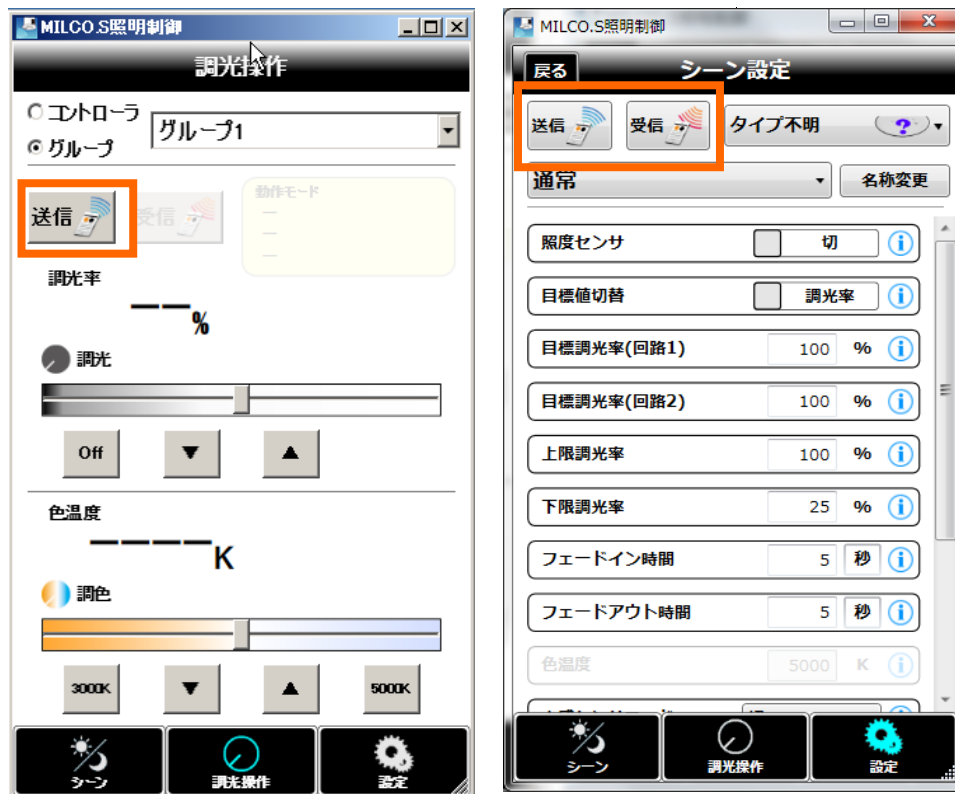 MILCO.S照明制御
調光操作
コントローラ
グループ
グループ1
送信
受信
動作モード
調光率
%
調光
Off
▼
▲
色温度
K
調色
3000K
▼
▲
5000K
シーン
調光操作
設定
MILCO.S照明制御
戻る
シーン設定
送信
受信
タイプ不明
?
通常
名称変更
照度センサ 切 i
目標値切替 調光率 i
目標調光率(回路1) 100 % i
目標調光率(回路2) 100 % i
上限調光率 100 % i
下限調光率 25 % i
フェードイン時間 5 秒 i
フェードアウト時間 5 秒 i
色温度 5000 K i
シーン
調光操作
設定